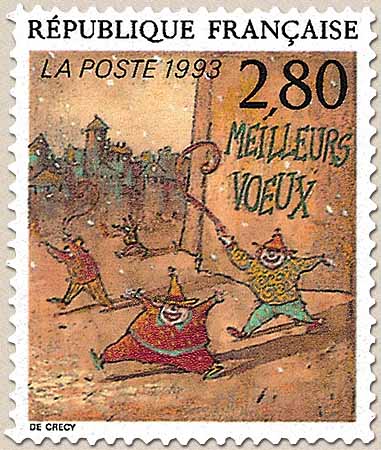 RÉPUBLIQUE FRANÇAISE
LA POSTE 1993 2,80
MEILLEURS
VOEUX
DE CRECY